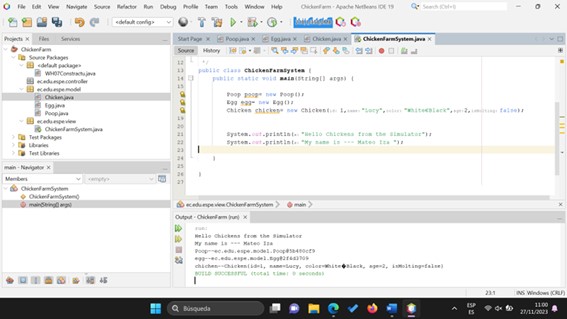 File Edit View Navigate Source Refactor Run Debug Profile Team Tools Window Help ChickenFarm - Apache NetBeans IDE 19 Search (Ctrl+I)
<default config>
Projects Files Services
Start Page Poop.java Egg.java Chicken.java ChickenFarmSystem.java
Source History
ChickenFarm
Source Packages
<default package>
WH07Constructu.java
ec.edu.espe.controller
ec.edu.espe.model
Chicken.java
Egg.java
Poop.java
ec.edu.espe.view
ChickenFarmSystem.java
Test Packages
Libraries
Test Libraries
12 */
13 public class ChickenFarmSystem {
14 public static void main(String[] args) {
Poop poop= new Poop();
Egg egg= new Egg();
Chicken chicken= new Chicken(id: 1,name:"Lucy",color:"White&Black",age:2,isMolting:false);
System.out.println(x: "Hello Chickens from the Simulator");
22 System.out.println(x: "My name is --- Mateo Iza ");
23
24 }
25
26 }
27
main - Navigator
Members <empty>
ChickenFarmSystem
ChickenFarmSystem()
main(String[] args)
ec.edu.espe.view.ChickenFarmSystem main
Output - ChickenFarm (run)
run:
Hello Chickens from the Simulator
My name is --- Mateo Iza
Poop--ec.edu.espe.model.Poop@5b480cf9
egg--ec.edu.espe.model.Egg@2f6d3709
chicken--Chicken{id=1, name=Lucy, color=White�Black, age=2, isMolting=false}
BUILD SUCCESSFUL (total time: 0 seconds)
23:1 INS Windows (CRLF)
Búsqueda
ESP
ES
11:00
27/11/2023